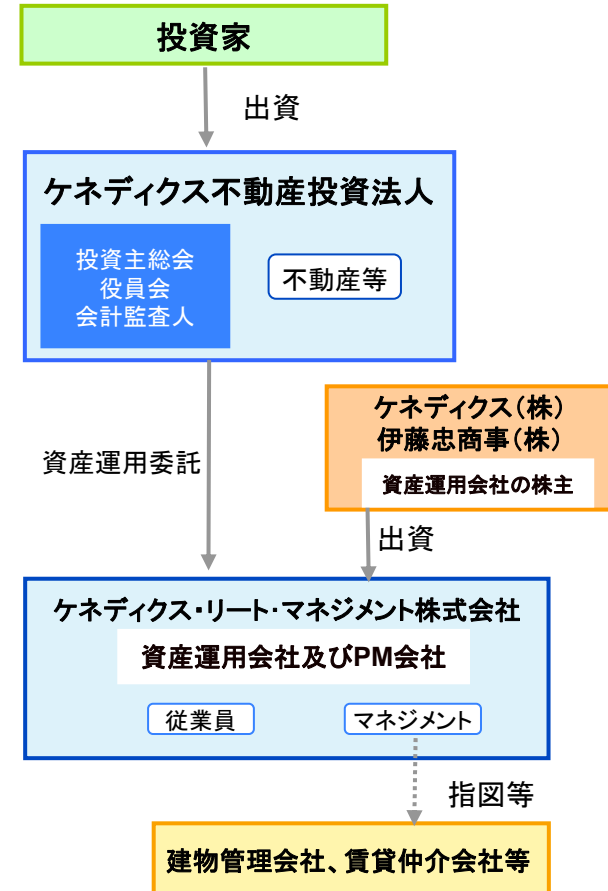 投資家
出資
ケネディクス不動産投資法人
投資主総会
役員会
会計監査人
不動産等
資産運用委託
ケネディクス（株）
伊藤忠商事（株）
資産運用会社の株主
出資
ケネディクス・リート・マネジメント株式会社
資産運用会社及びPM会社
従業員
マネジメント
指図等
建物管理会社、賃貸仲介会社等